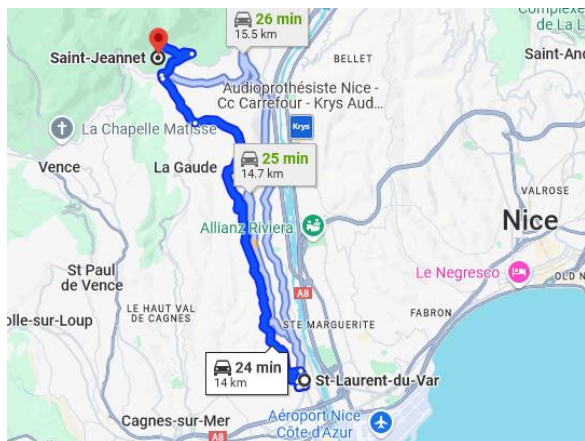 26 min
15.5 km
Complexe
de La L
Saint-Jeannet
BELLET
Saint-And
Audioprothésiste Nice -
Cc Carrefour - Krys Aud...
Krys
La Chapelle Matisse
Vence
La Gaude
25 min
14.7 km
VALROSE
Allianz Riviera
Nice
St Paul
de Vence
Le Negresco
OLD N
A8
LE HAUT VAL
DE CAGNES
FABRON
olle-sur-Loup
STE MARGUERITE
24 min
14 km
St-Laurent-du-Var
Cagnes-sur-Mer
Aéroport Nice
Côte d'Azur
A8